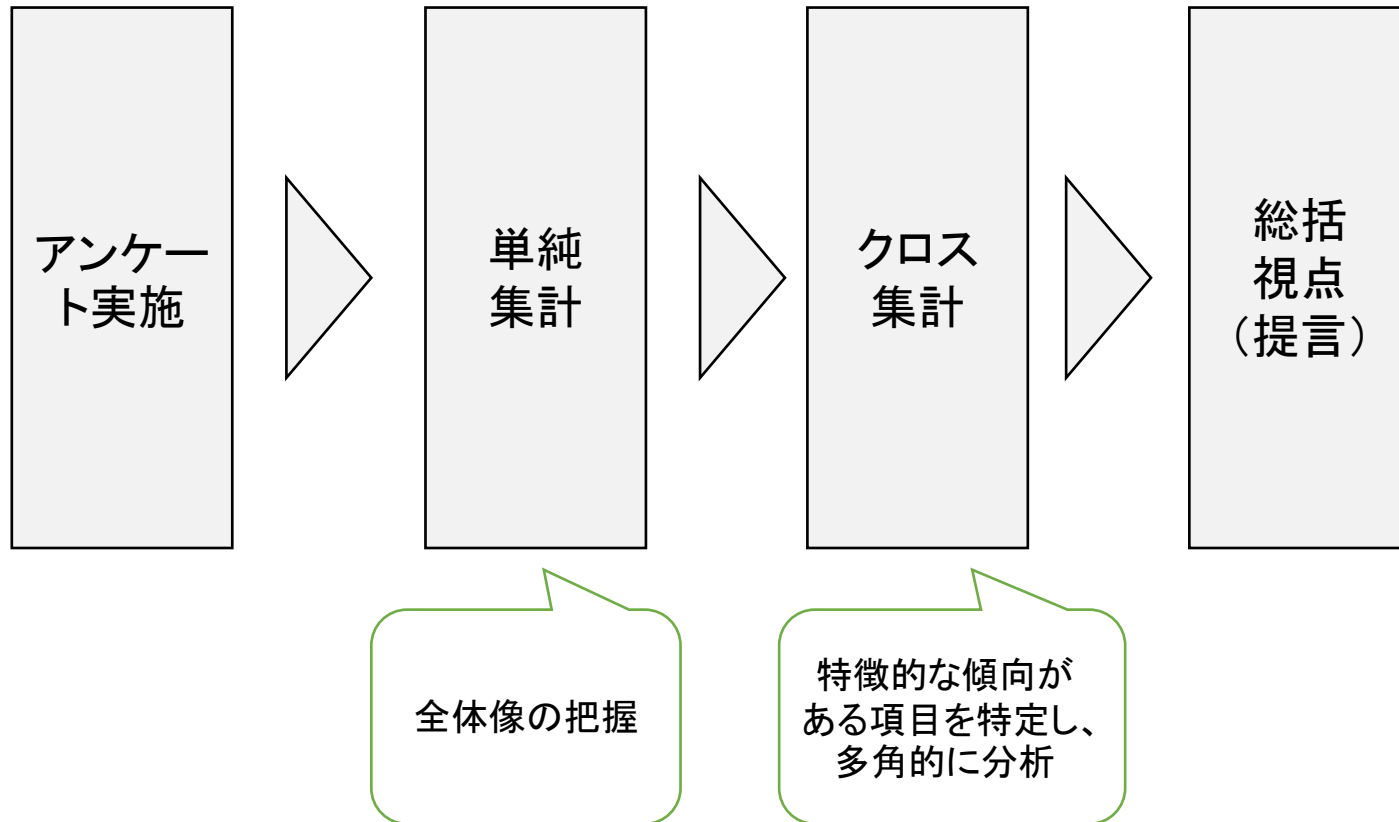 アンケー
ト実施
単純
集計
クロス
集計
総括
視点
（提言）
全体像の把握
特徴的な傾向が
ある項目を特定し、
多角的に分析